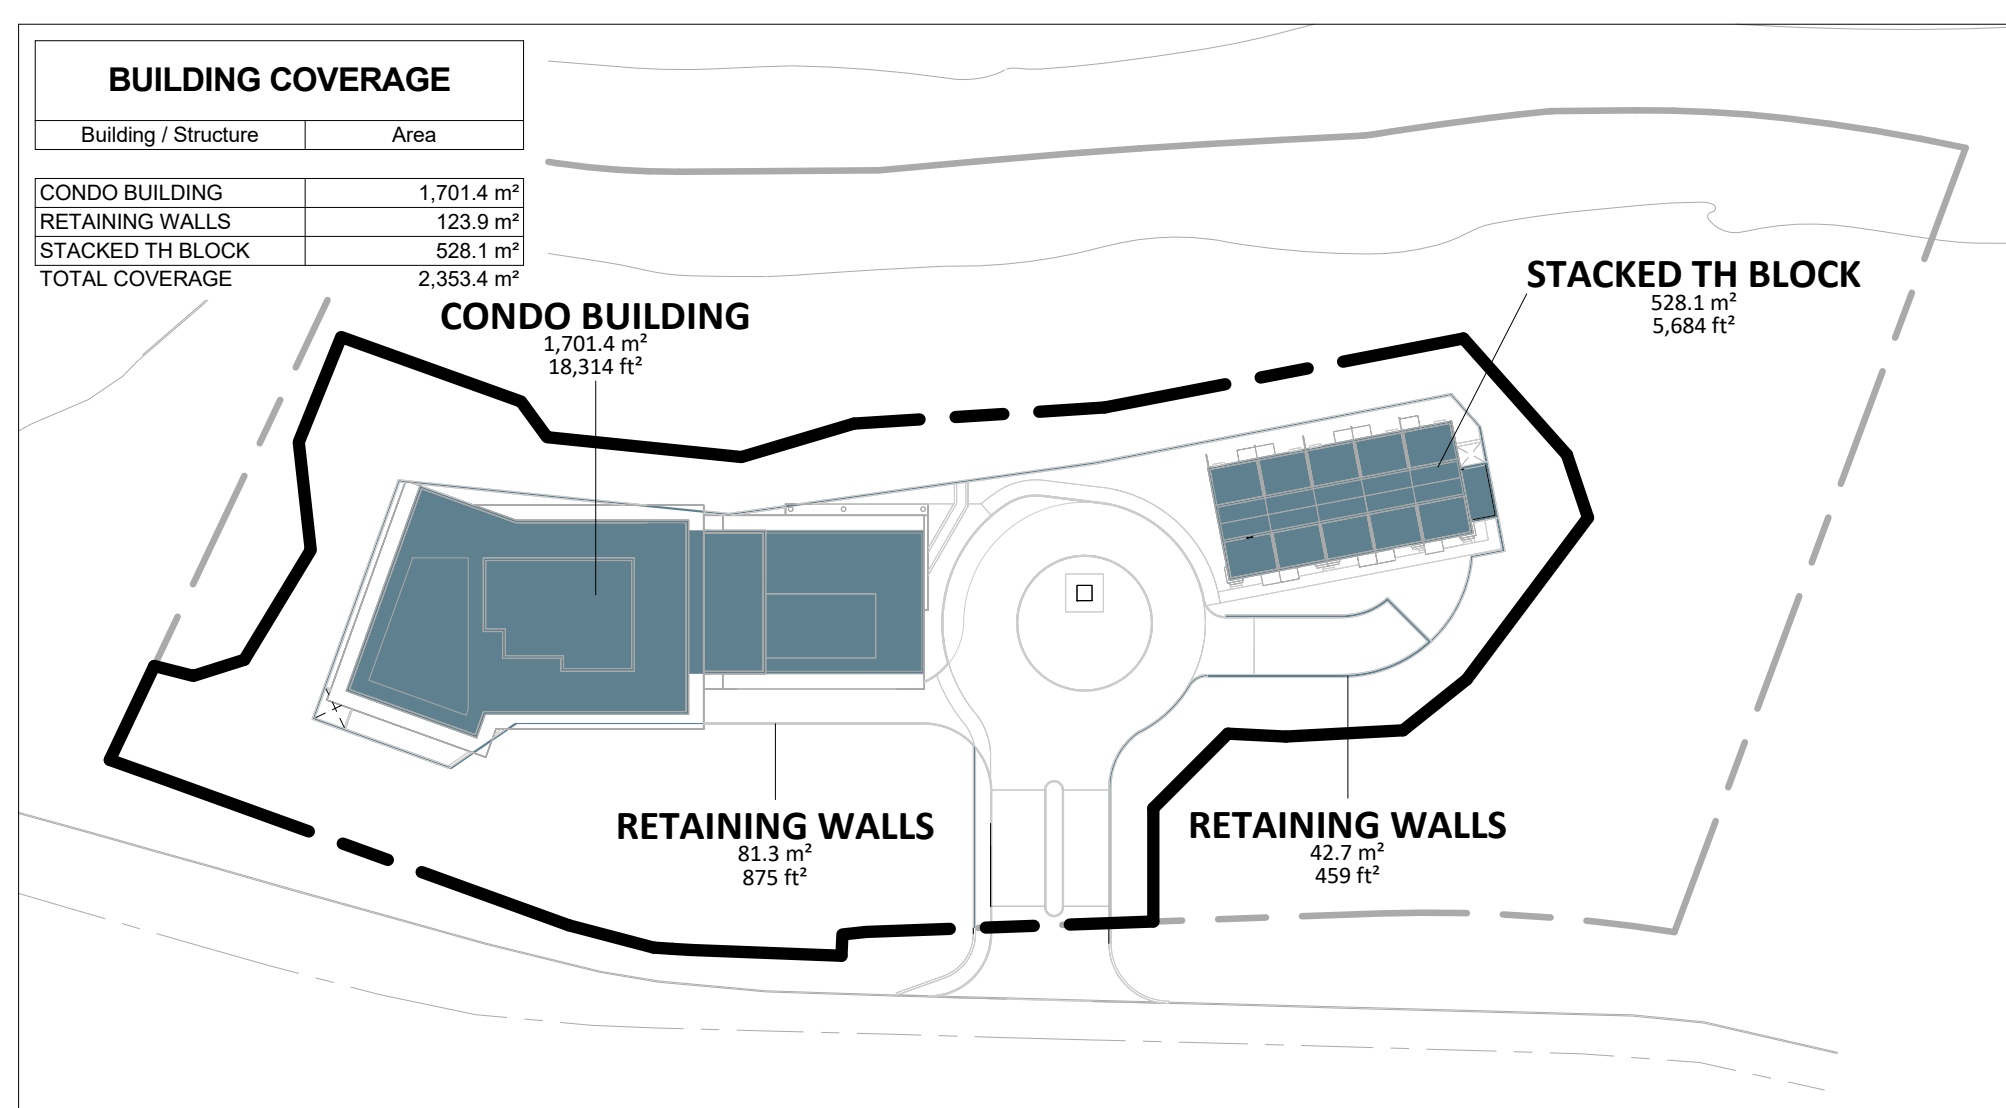 BUILDING COVERAGE
Building / Structure Area
CONDO BUILDING 1,701.4 m²
RETAINING WALLS 123.9 m²
STACKED TH BLOCK 528.1 m²
TOTAL COVERAGE 2,353.4 m²
CONDO BUILDING
1,701.4 m²
18,314 ft²
STACKED TH BLOCK
528.1 m²
5,684 ft²
RETAINING WALLS
81.3 m²
875 ft²
RETAINING WALLS
42.7 m²
459 ft²